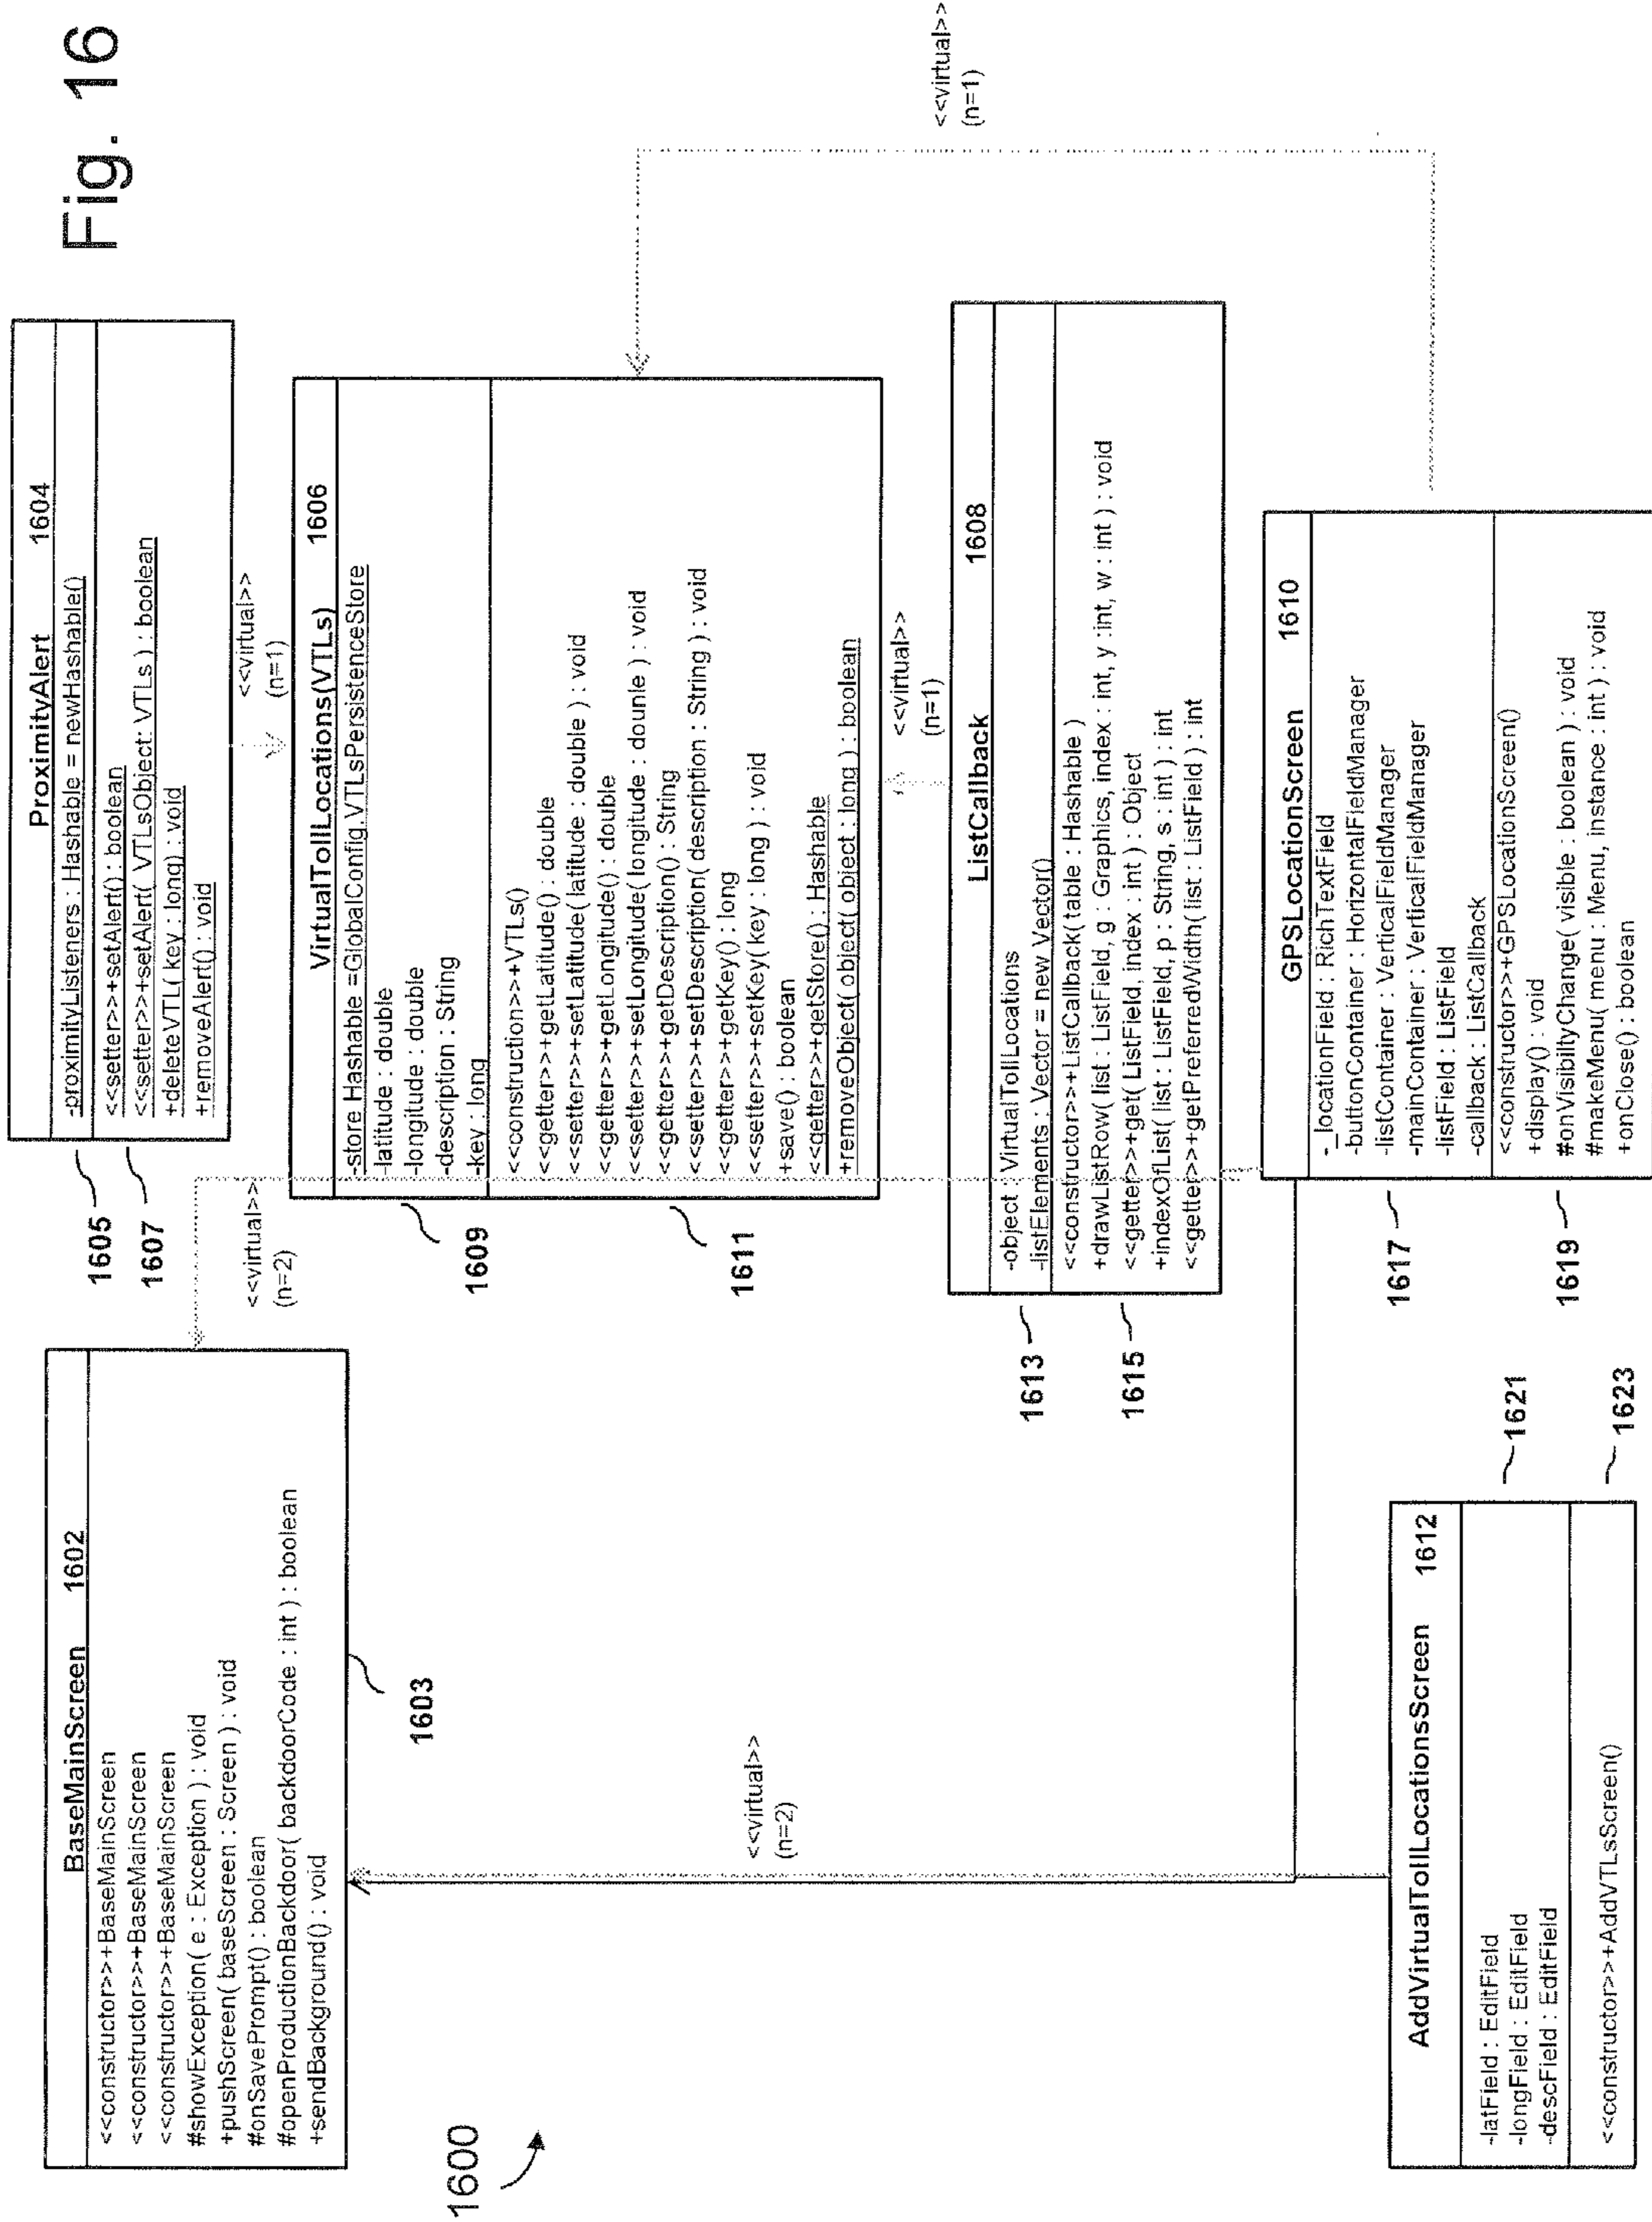 Fig. 16
1600
BaseMainScreen 1602
<<constructor>>+BaseMainScreen
<<constructor>>+BaseMainScreen
<<constructor>>+BaseMainScreen
#showException( e : Exception ) : void
+pushScreen( baseScreen : Screen ) : void
#onSavePrompt() : boolean
#openProductionBackdoor( backdoorCode : int ) : boolean
+sendBackground() : void
1603
<<virtual>>
(n=2)
<<virtual>>
(n=2)
ProximityAlert 1604
-proximityListeners : Hashable = newHashable()
<<setter>>+setAlert() : boolean
<<setter>>+setAlert( VTLsObject: VTLs ) : boolean
+deleteVTL( key : long) : void
+removeAlert() : void
1605
1607
<<virtual>>
(n=1)
VirtualTollLocations(VTLs) 1606
-store Hashable =GlobalConfig.VTLsPersistenceStore
-latitude : double
-longitude : double
-description : String
-key : long
<<construction>>+VTLs()
<<getter>>+getLatitude() : double
<<setter>>+setLatitude( latitude : double ) : void
<<getter>>+getLongitude() : double
<<setter>>+setLongitude( longitude : dounle ) : void
<<getter>>+getDescription() : String
<<setter>>+setDescription( description : String ) : void
<<getter>>+getKey() : long
<<setter>>+setKey( key : long ) : void
+save() : boolean
<<getter>>+getStore() : Hashable
+removeObject( object : long ) : boolean
1609
1611
<<virtual>>
(n=1)
<<virtual>>
(n=1)
ListCallback 1608
-object : VirtualTollLocations
-listElements : Vector = new Vector()
<<constructor>>+ListCallback( table : Hashable )
+drawListRow( list : ListField, g : Graphics, index : int, y :int, w : int ) : void
<<getter>>+get( ListField, index : int ) : Object
+indexOfList( list : ListField, p : String, s : int ) : int
<<getter>>+getPreferredWidth( list : ListField ) : int
1613
1615
GPSLocationScreen 1610
-_locationField : RichTextField
-buttonContainer : HorizontalFieldManager
-listContainer : VerticalFieldManager
-mainContainer : VerticalFieldManager
-listField : ListField
-callback : ListCallback
<<constructor>>+GPSLocationScreen()
+display() : void
#onVisibiltyChange( visible : boolean ) : void
#makeMenu( menu : Menu, instance : int ) : void
+onClose() : boolean
1617
1619
AddVirtualTollLocationsScreen 1612
-latField : EditField
-longField : EditField
-descField : EditField
<<constructor>>+AddVTLsScreen()
1621
1623